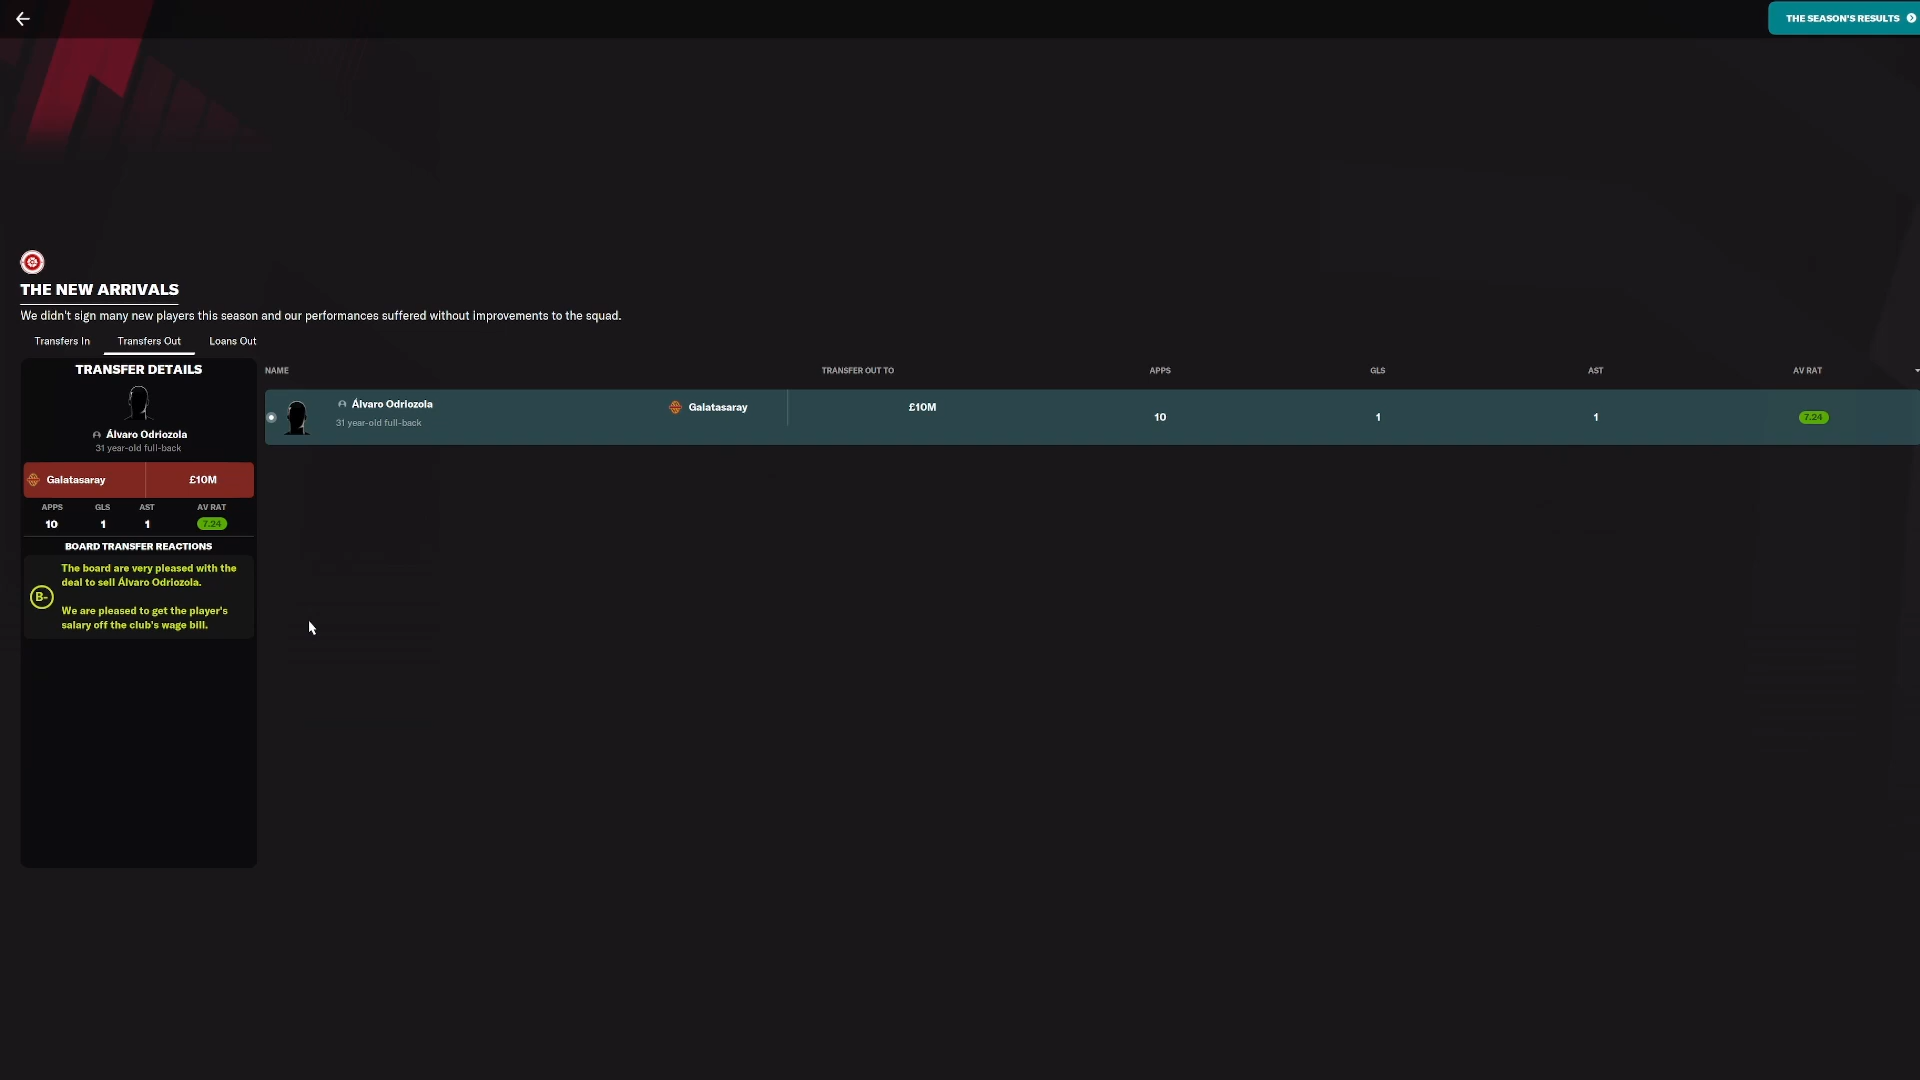 THE SEASON'S RESULTS
THE NEW ARRIVALS
We didn't sign many new players this season and our performances suffered without improvements to the squad.
Transfers In Transfers Out Loans Out
TRANSFER DETAILS
Álvaro Odriozola
31 year-old full-back
Galatasaray £10M
APPS GLS AST AV RAT
10 1 1 7.24
BOARD TRANSFER REACTIONS
B-
The board are very pleased with the
deal to sell Álvaro Odriozola.
We are pleased to get the player's
salary off the club's wage bill.
NAME TRANSFER OUT TO APPS GLS AST AV RAT
Álvaro Odriozola Galatasaray £10M 10 1 1 7.24
31 year-old full-back